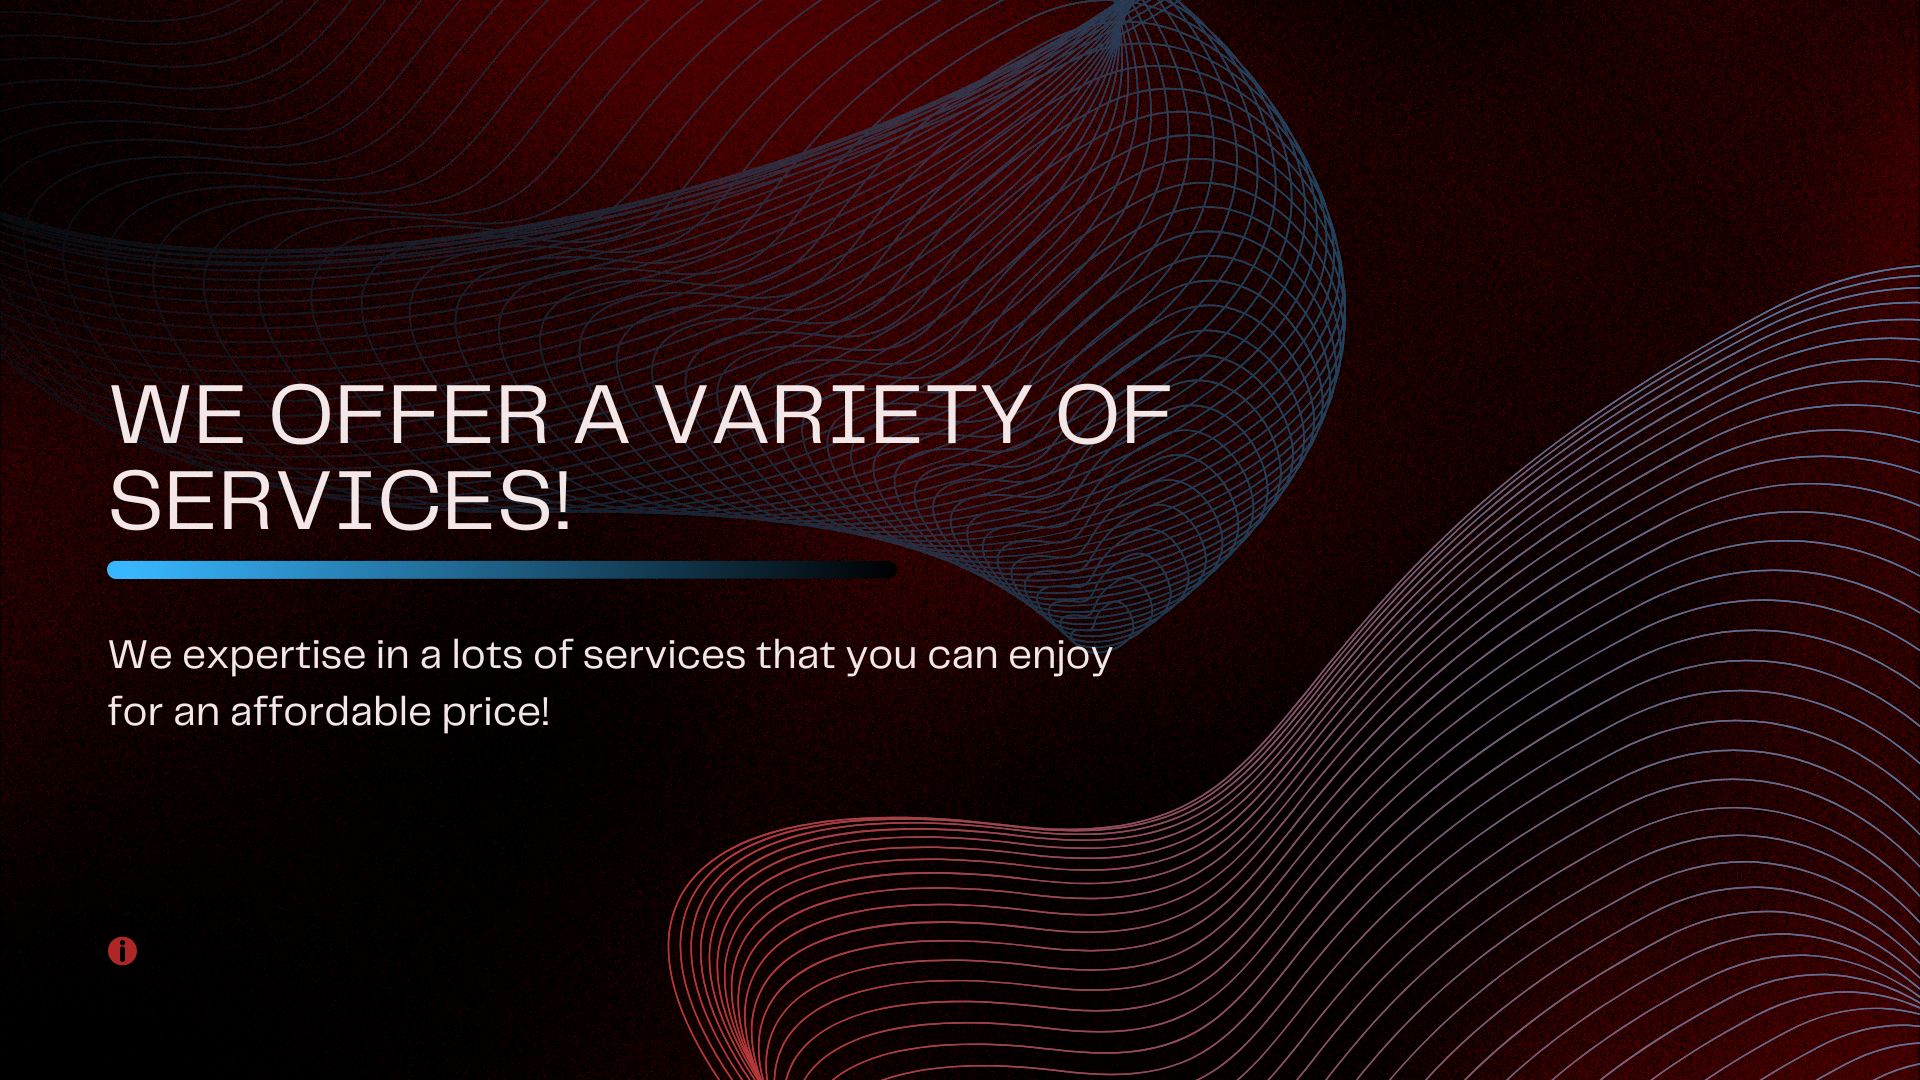 WE OFFER A VARIETY OF
SERVICES!
We expertise in a lots of services that you can enjoy
for an affordable price!
i